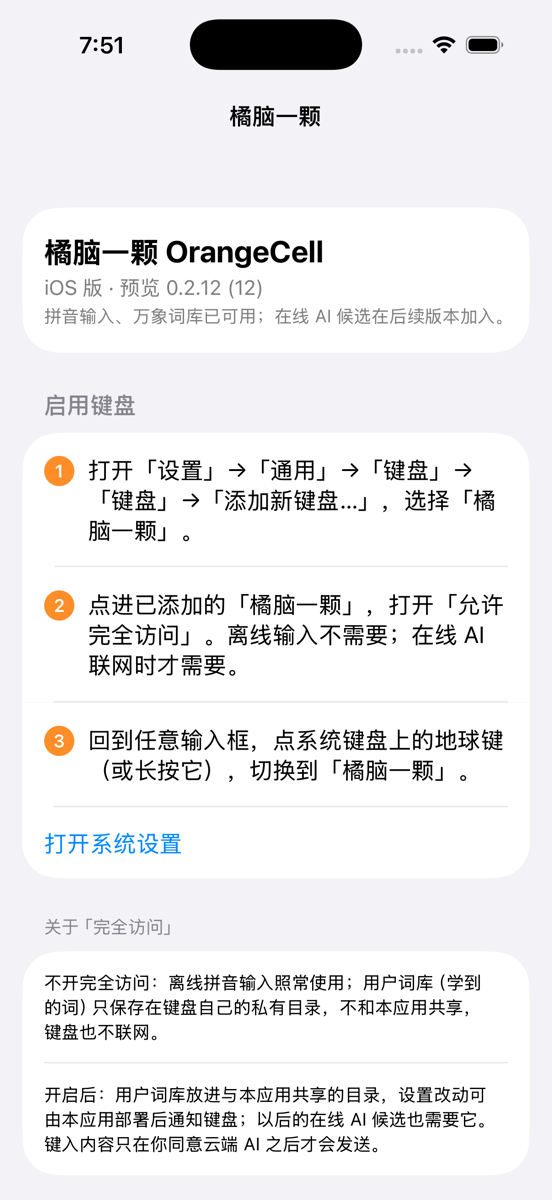 7:51
橘脑一颗
橘脑一颗 OrangeCell
iOS 版 · 预览 0.2.12 (12)
拼音输入、万象词库已可用；在线 AI 候选在后续版本加入。
启用键盘
1 打开「设置」→「通用」→「键盘」→
「键盘」→「添加新键盘…」，选择「橘
脑一颗」。
2 点进已添加的「橘脑一颗」，打开「允许
完全访问」。离线输入不需要；在线 AI
联网时才需要。
3 回到任意输入框，点系统键盘上的地球键
（或长按它），切换到「橘脑一颗」。
打开系统设置
关于「完全访问」
不开完全访问：离线拼音输入照常使用；用户词库（学到
的词）只保存在键盘自己的私有目录，不和本应用共享，
键盘也不联网。
开启后：用户词库放进与本应用共享的目录，设置改动可
由本应用部署后通知键盘；以后的在线 AI 候选也需要它。
键入内容只在你同意云端 AI 之后才会发送。